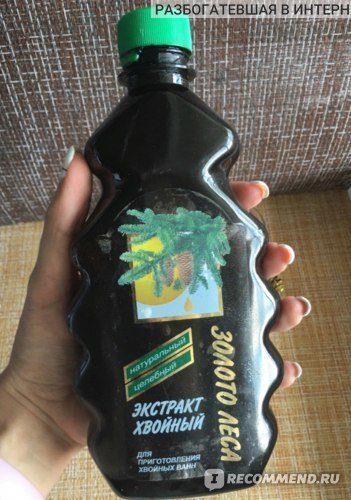 РАЗБОГАТЕВШАЯ В ИНТЕРН
натуральный
целебный
ЭКСТРАКТ
ХВОЙНЫЙ
ДЛЯ
ПРИГОТОВЛЕНИЯ
ХВОЙНЫХ ВАНН
ЗОЛОТО ЛЕСА
IRECOMMEND.RU